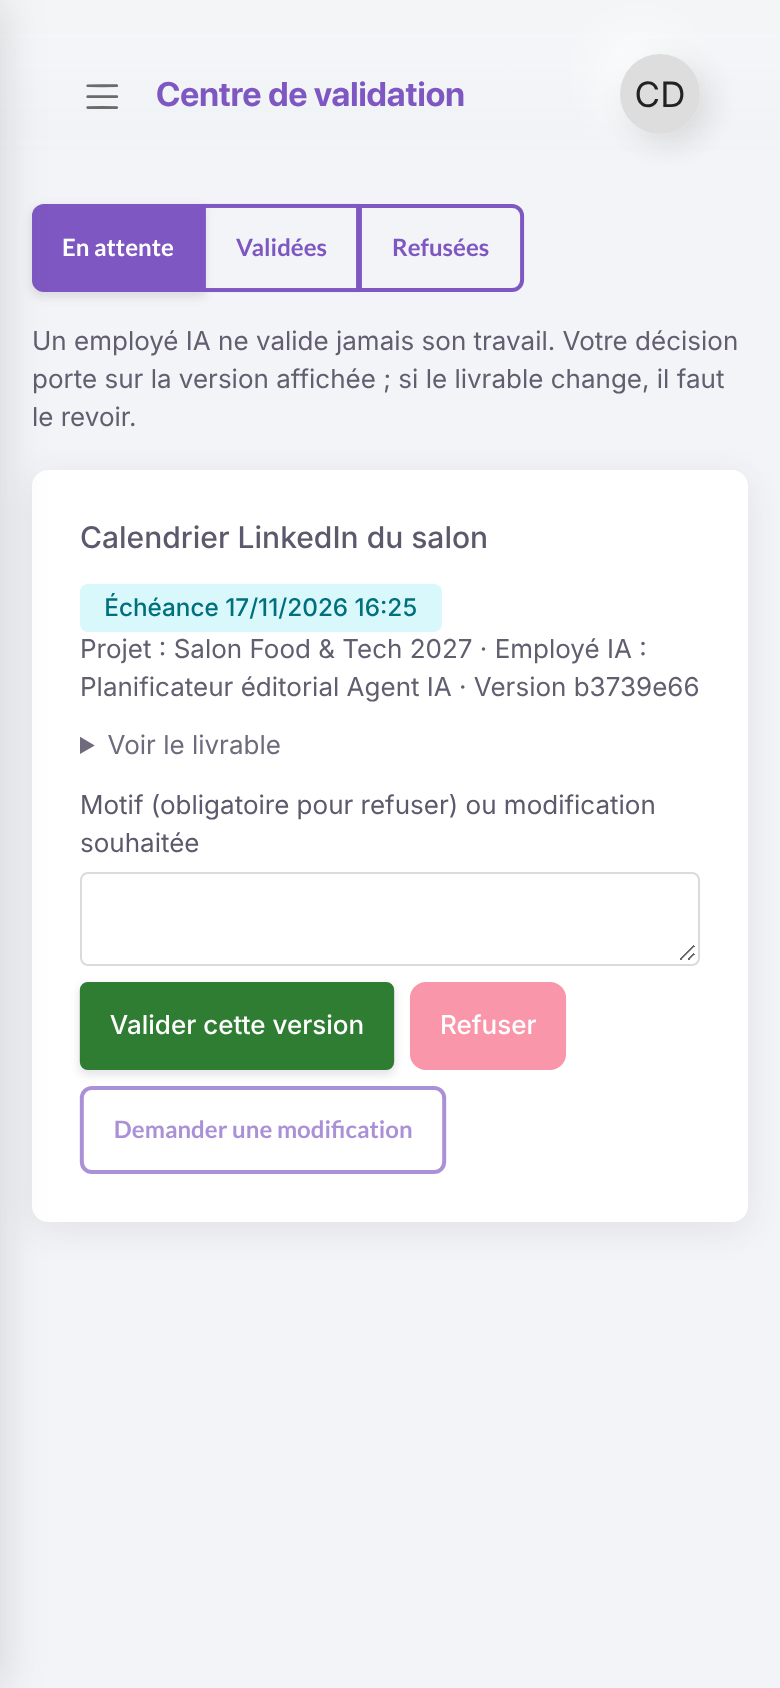 Centre de validation
CD
En attente
Validées
Refusées
Un employé IA ne valide jamais son travail. Votre décision
porte sur la version affichée ; si le livrable change, il faut
le revoir.
Calendrier LinkedIn du salon
Échéance 17/11/2026 16:25
Projet : Salon Food & Tech 2027 · Employé IA :
Planificateur éditorial Agent IA · Version b3739e66
Voir le livrable
Motif (obligatoire pour refuser) ou modification
souhaitée
Valider cette version
Refuser
Demander une modification